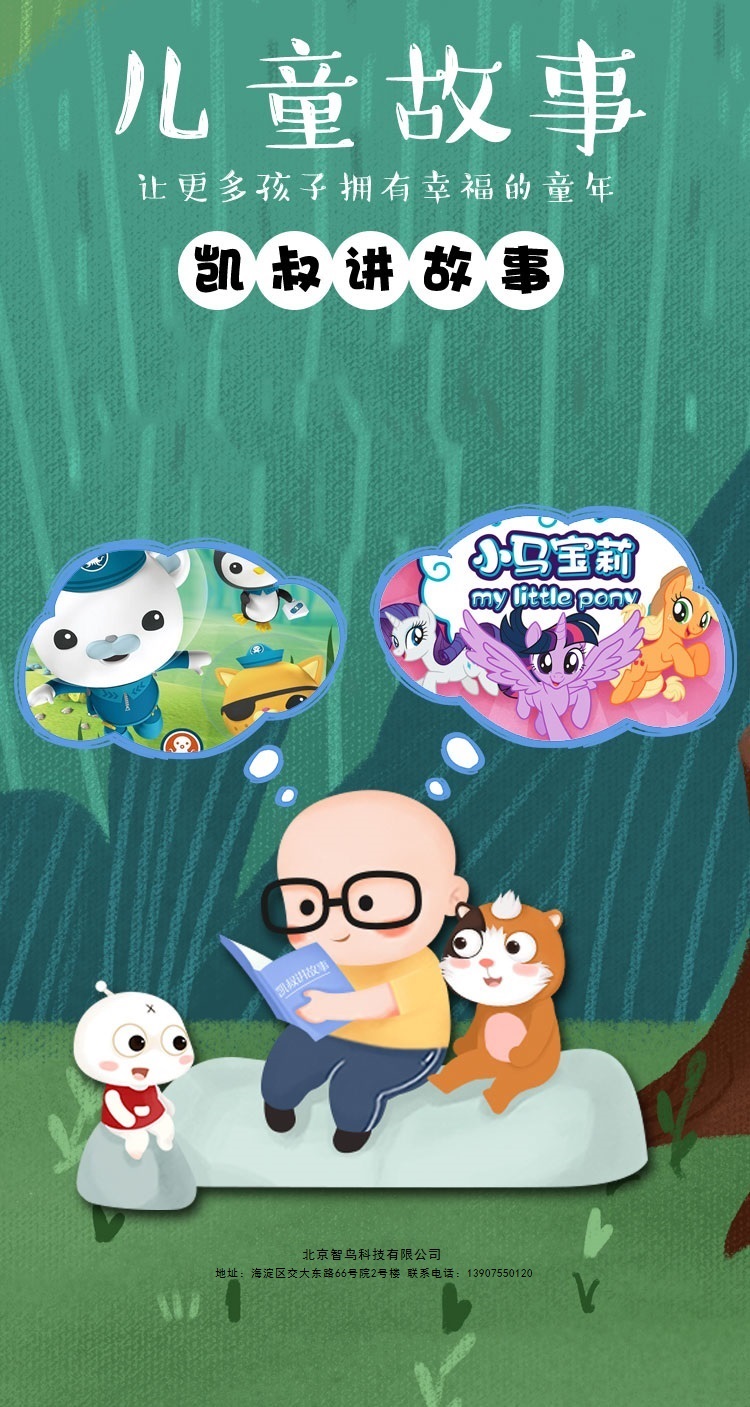 儿童故事
让更多孩子拥有幸福的童年
凯叔讲故事
小马宝莉
my little pony
凯叔讲故事
北京智鸟科技有限公司
地址：海淀区交大东路66号院2号楼 联系电话：13907550120